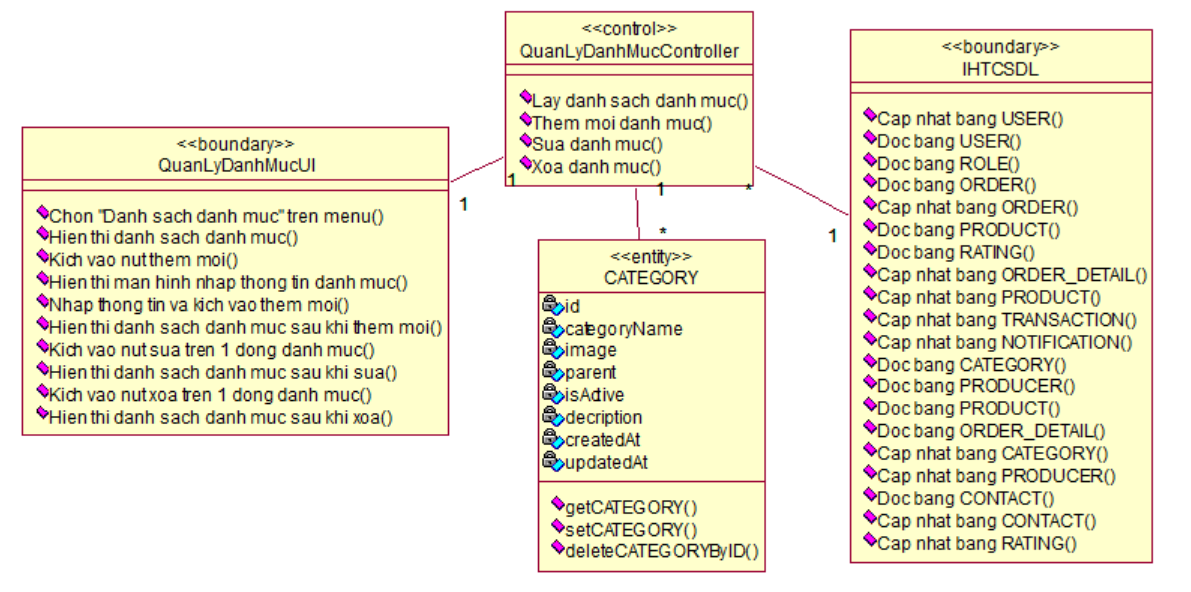 <<control>>
QuanLyDanhMucController
Lay danh sach danh muc()
Them moi danh muc()
Sua danh muc()
Xoa danh muc()
<<boundary>>
QuanLyDanhMucUI
Chon "Danh sach danh muc" tren menu()
Hien thi danh sach danh muc()
Kich vao nut them moi()
Hien thi man hinh nhap thong tin danh muc()
Nhap thong tin va kich vao them moi()
Hien thi danh sach danh muc sau khi them moi()
Kich vao nut sua tren 1 dong danh muc()
Hien thi danh sach danh muc sau khi sua()
Kich vao nut xoa tren 1 dong danh muc()
Hien thi danh sach danh muc sau khi xoa()
1
1
1
*
*
1
<<entity>>
CATEGORY
id
categoryName
image
parent
isActive
decription
createdAt
updatedAt
getCATEGORY()
setCATEGORY()
deleteCATEGORYByID()
<<boundary>>
IHTCSDL
Cap nhat bang USER()
Doc bang USER()
Doc bang ROLE()
Doc bang ORDER()
Cap nhat bang ORDER()
Doc bang PRODUCT()
Doc bang RATING()
Cap nhat bang ORDER_DETAIL()
Cap nhat bang PRODUCT()
Cap nhat bang TRANSACTION()
Cap nhat bang NOTIFICATION()
Doc bang CATEGORY()
Doc bang PRODUCER()
Doc bang PRODUCT()
Doc bang ORDER_DETAIL()
Cap nhat bang CATEGORY()
Cap nhat bang PRODUCER()
Doc bang CONTACT()
Cap nhat bang CONTACT()
Cap nhat bang RATING()